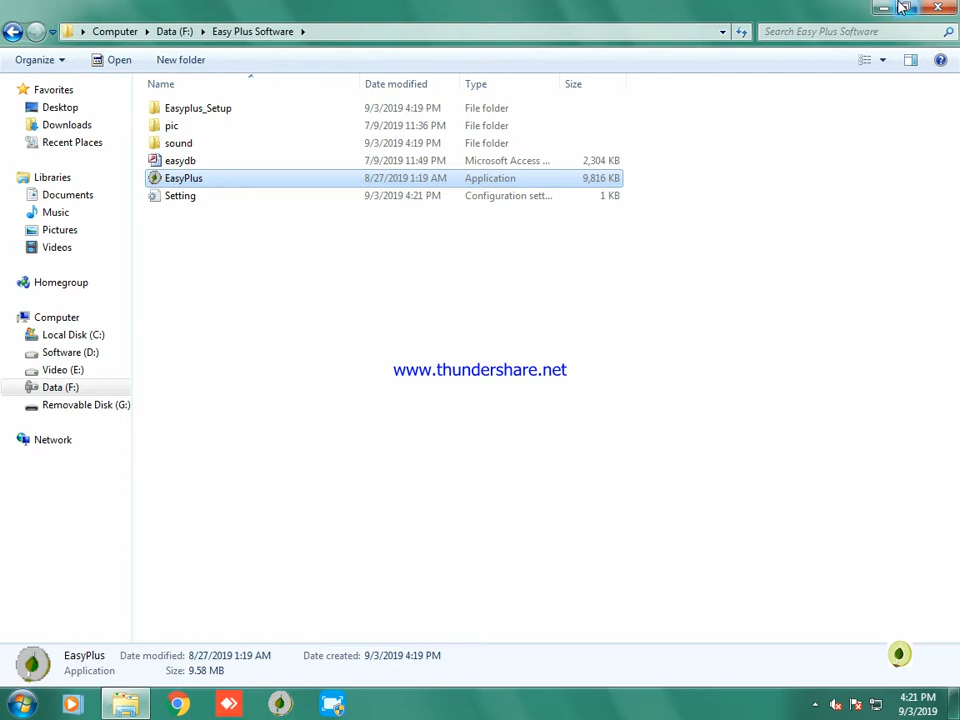 Computer Data (F:) Easy Plus Software
Search Easy Plus Software
Organize Open New folder
Name Date modified Type Size
Favorites
Desktop
Downloads
Recent Places
Libraries
Documents
Music
Pictures
Videos
Homegroup
Computer
Local Disk (C:)
Software (D:)
Video (E:)
Data (F:)
Removable Disk (G:)
Network
Easyplus_Setup 9/3/2019 4:19 PM File folder
pic 7/9/2019 11:36 PM File folder
sound 9/3/2019 4:19 PM File folder
easydb 7/9/2019 11:49 PM Microsoft Access ... 2,304 KB
EasyPlus 8/27/2019 1:19 AM Application 9,816 KB
Setting 9/3/2019 4:21 PM Configuration sett... 1 KB
www.thundershare.net
EasyPlus Date modified: 8/27/2019 1:19 AM Date created: 9/3/2019 4:19 PM
Application Size: 9.58 MB
4:21 PM
9/3/2019